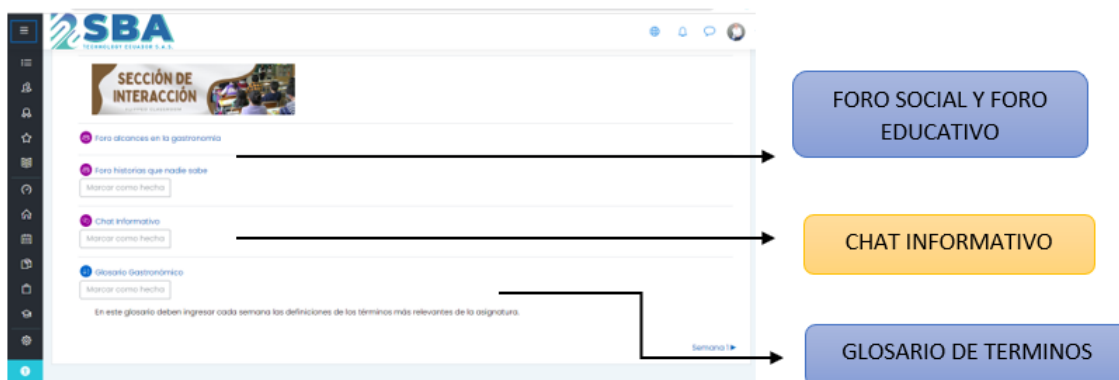 SBA
TECHNOLOGY ECUADOR S.A.S.
SECCIÓN DE
INTERACCIÓN
Foro alcances en la gastronomía
Foro historias que nadie sabe
Marcar como hecha
Chat Informativo
Marcar como hecha
Glosario Gastronómico
Marcar como hecha
En este glosario deben ingresar cada semana las definiciones de los términos más relevantes de la asignatura.
Semana 1▶
FORO SOCIAL Y FORO
EDUCATIVO
CHAT INFORMATIVO
GLOSARIO DE TERMINOS